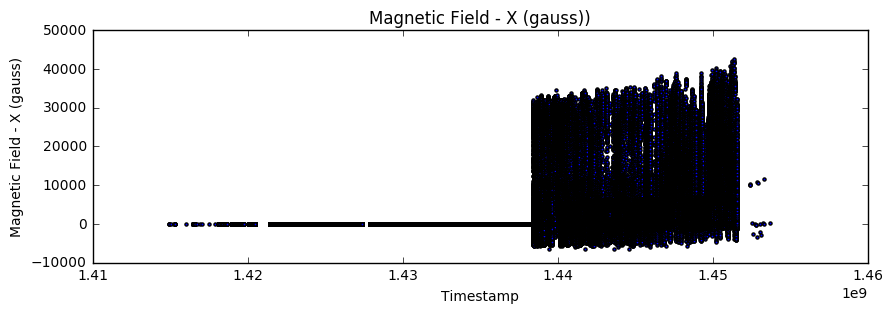 Magnetic Field - X (gauss))
50000
40000
30000
20000
10000
0
−10000
Magnetic Field - X (gauss)
1.41 1.42 1.43 1.44 1.45 1.46
1e9
Timestamp